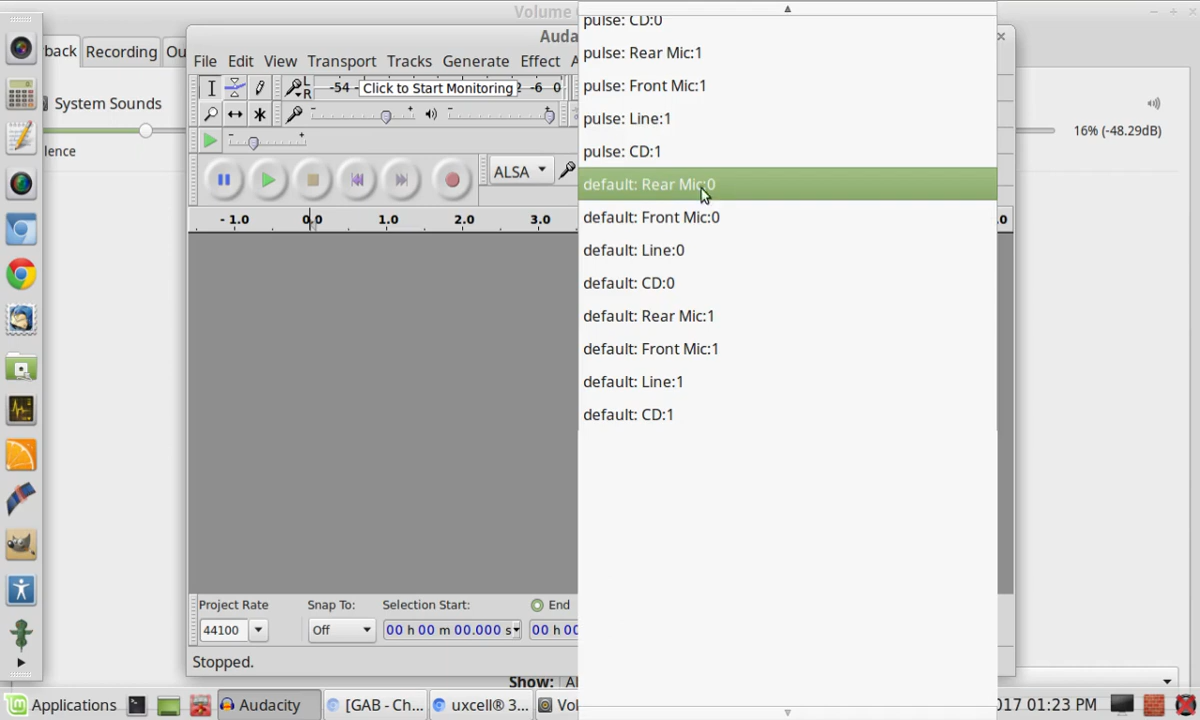 Volume
back Recording Ou
System Sounds
lence
16% (-48.29dB)
Auda
File Edit View Transport Tracks Generate Effect A
L
R
-54 Click to Start Monitoring -6 0
ALSA
- 1.0 0.0 1.0 2.0 3.0
.0
pulse: CD:0
pulse: Rear Mic:1
pulse: Front Mic:1
pulse: Line:1
pulse: CD:1
default: Rear Mic:0
default: Front Mic:0
default: Line:0
default: CD:0
default: Rear Mic:1
default: Front Mic:1
default: Line:1
default: CD:1
Project Rate Snap To: Selection Start: End
44100 Off 00 h 00 m 00.000 s 00 h 00
Stopped.
Show: Al
Applications Audacity [GAB - Ch... uxcell® 3... Vol 017 01:23 PM